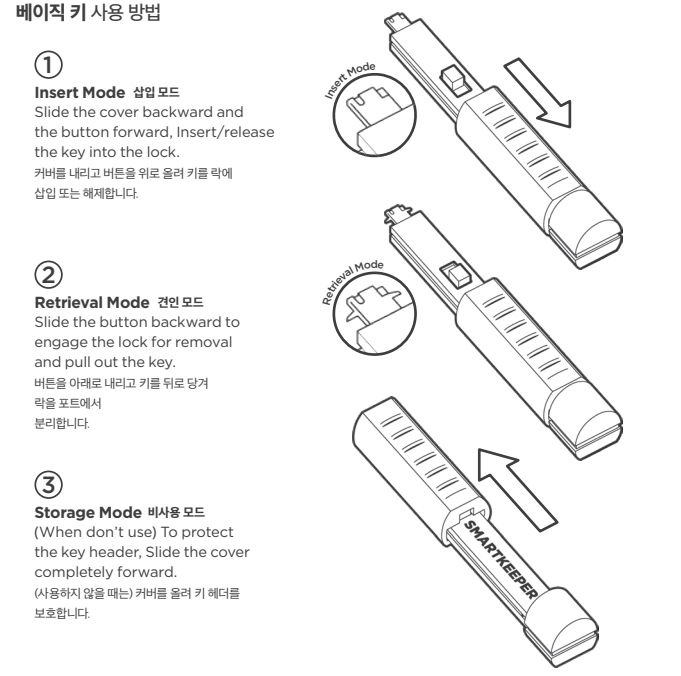 베이직 키 사용 방법
1
Insert Mode 삽입 모드
Slide the cover backward and
the button forward, Insert/release
the key into the lock.
커버를 내리고 버튼을 위로 올려 키를 락에
삽입 또는 해제합니다.
Insert Mode
2
Retrieval Mode 견인 모드
Slide the button backward to
engage the lock for removal
and pull out the key.
버튼을 아래로 내리고 키를 뒤로 당겨
락을 포트에서
분리합니다.
Retrieval Mode
3
Storage Mode 비사용 모드
(When don’t use) To protect
the key header, Slide the cover
completely forward.
(사용하지 않을 때는) 커버를 올려 키 헤더를
보호합니다.
SMARTKEEPER